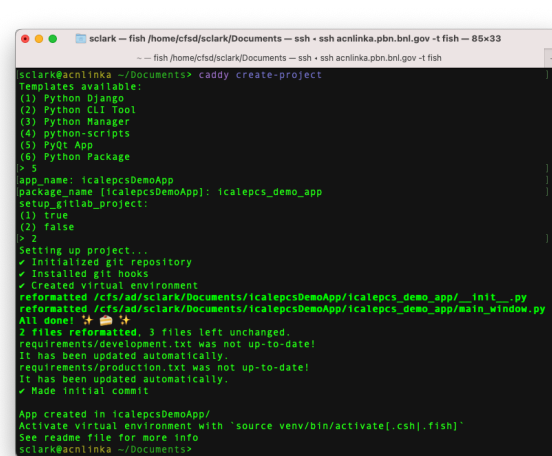 sclark — fish /home/cfsd/sclark/Documents — ssh • ssh acnlinka.pbn.bnl.gov -t fish — 85×33
~ — fish /home/cfsd/sclark/Documents — ssh • ssh acnlinka.pbn.bnl.gov -t fish
[sclark@acnlinka ~/Documents> caddy create-project ]
Templates available:
(1) Python Django
(2) Python CLI Tool
(3) Python Manager
(4) python-scripts
(5) PyQt App
(6) Python Package
[> 5 ]
[app_name: icalepcsDemoApp ]
[package_name [icalepcsDemoApp]: icalepcs_demo_app ]
setup_gitlab_project:
(1) true
(2) false
[> 2 ]
Setting up project...
✔ Initialized git repository
✔ Installed git hooks
✔ Created virtual environment
reformatted /cfs/ad/sclark/Documents/icalepcsDemoApp/icalepcs_demo_app/__init__.py
reformatted /cfs/ad/sclark/Documents/icalepcsDemoApp/icalepcs_demo_app/main_window.py
All done! ✨ 🍰 ✨
2 files reformatted, 3 files left unchanged.
requirements/development.txt was not up-to-date!
It has been updated automatically.
requirements/production.txt was not up-to-date!
It has been updated automatically.
✔ Made initial commit
App created in icalepcsDemoApp/
Activate virtual environment with `source venv/bin/activate[.csh|.fish]`
See readme file for more info
sclark@acnlinka ~/Documents>